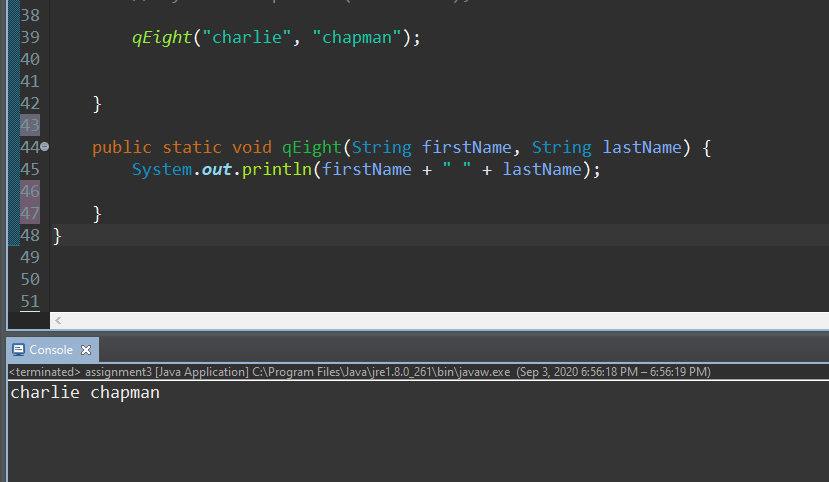 38
39 qEight("charlie", "chapman");
40
41
42 }
43
44 public static void qEight(String firstName, String lastName) {
45 System.out.println(firstName + " " + lastName);
46
47 }
48 }
49
50
51
Console
<terminated> assignment3 [Java Application] C:\Program Files\Java\jre1.8.0_261\bin\javaw.exe (Sep 3, 2020 6:56:18 PM – 6:56:19 PM)
charlie chapman